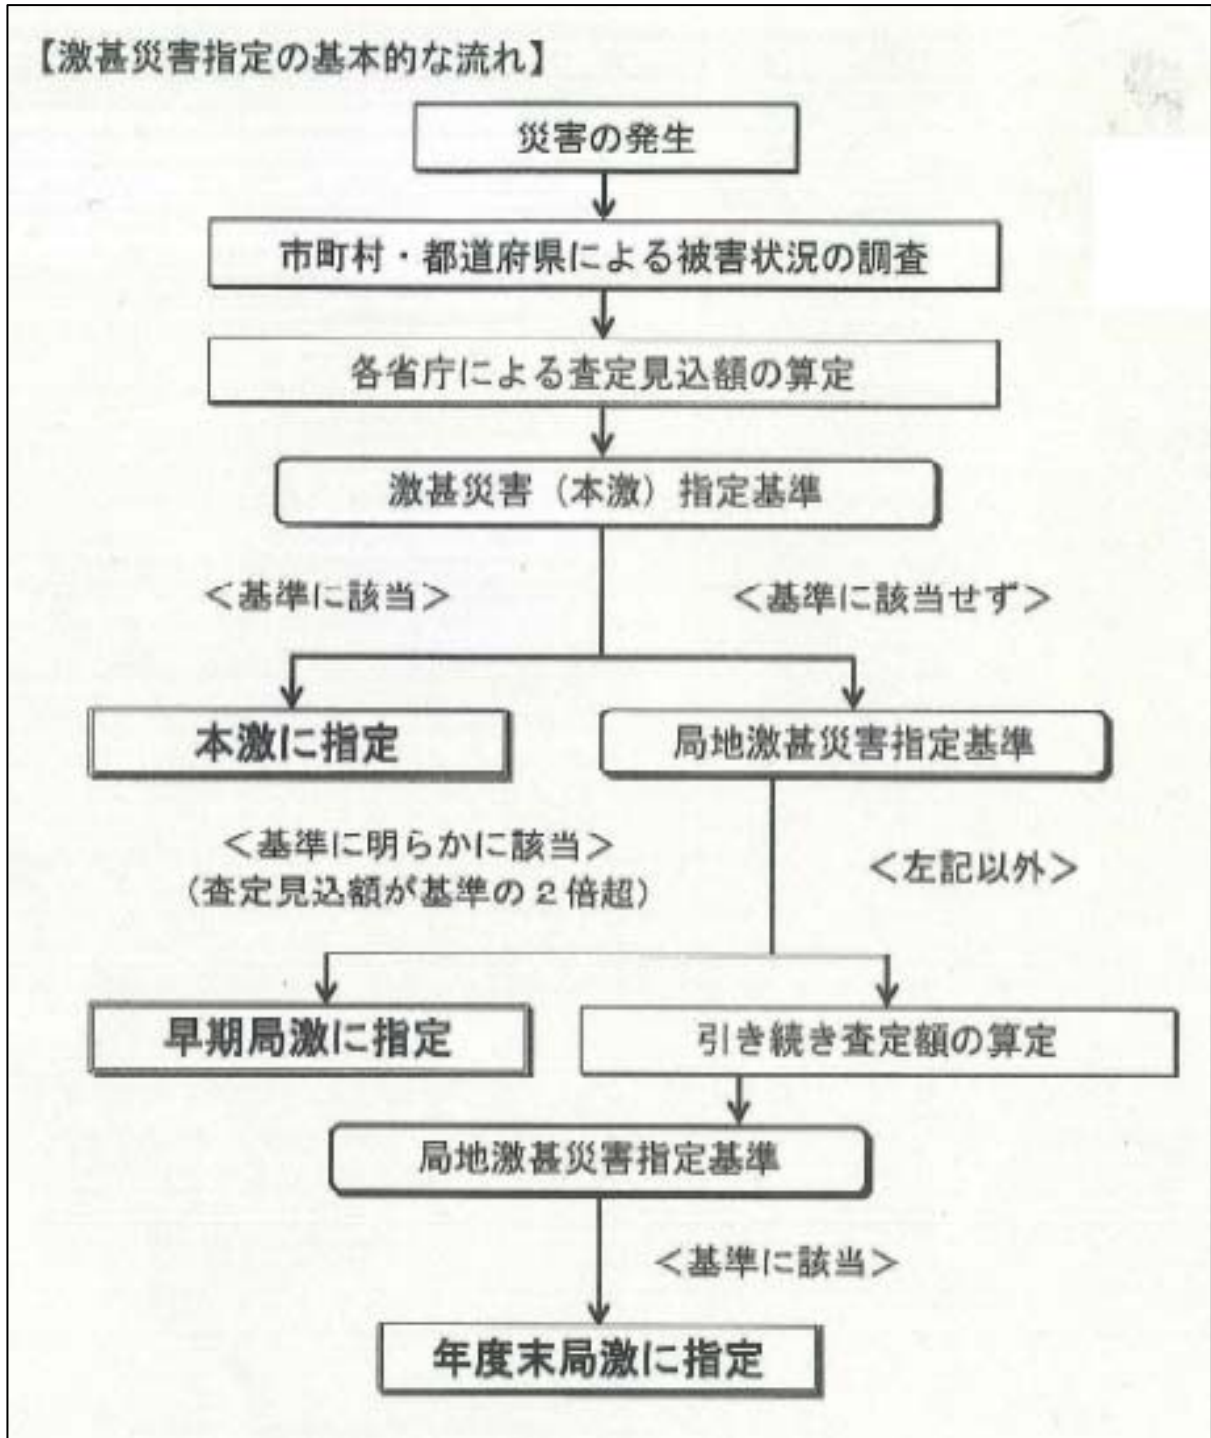 【激甚災害指定の基本的な流れ】
災害の発生
市町村・都道府県による被害状況の調査
各省庁による査定見込額の算定
激甚災害（本激）指定基準
＜基準に該当＞
＜基準に該当せず＞
本激に指定
局地激甚災害指定基準
＜基準に明らかに該当＞
（査定見込額が基準の２倍超）
＜左記以外＞
早期局激に指定
引き続き査定額の算定
局地激甚災害指定基準
＜基準に該当＞
年度末局激に指定